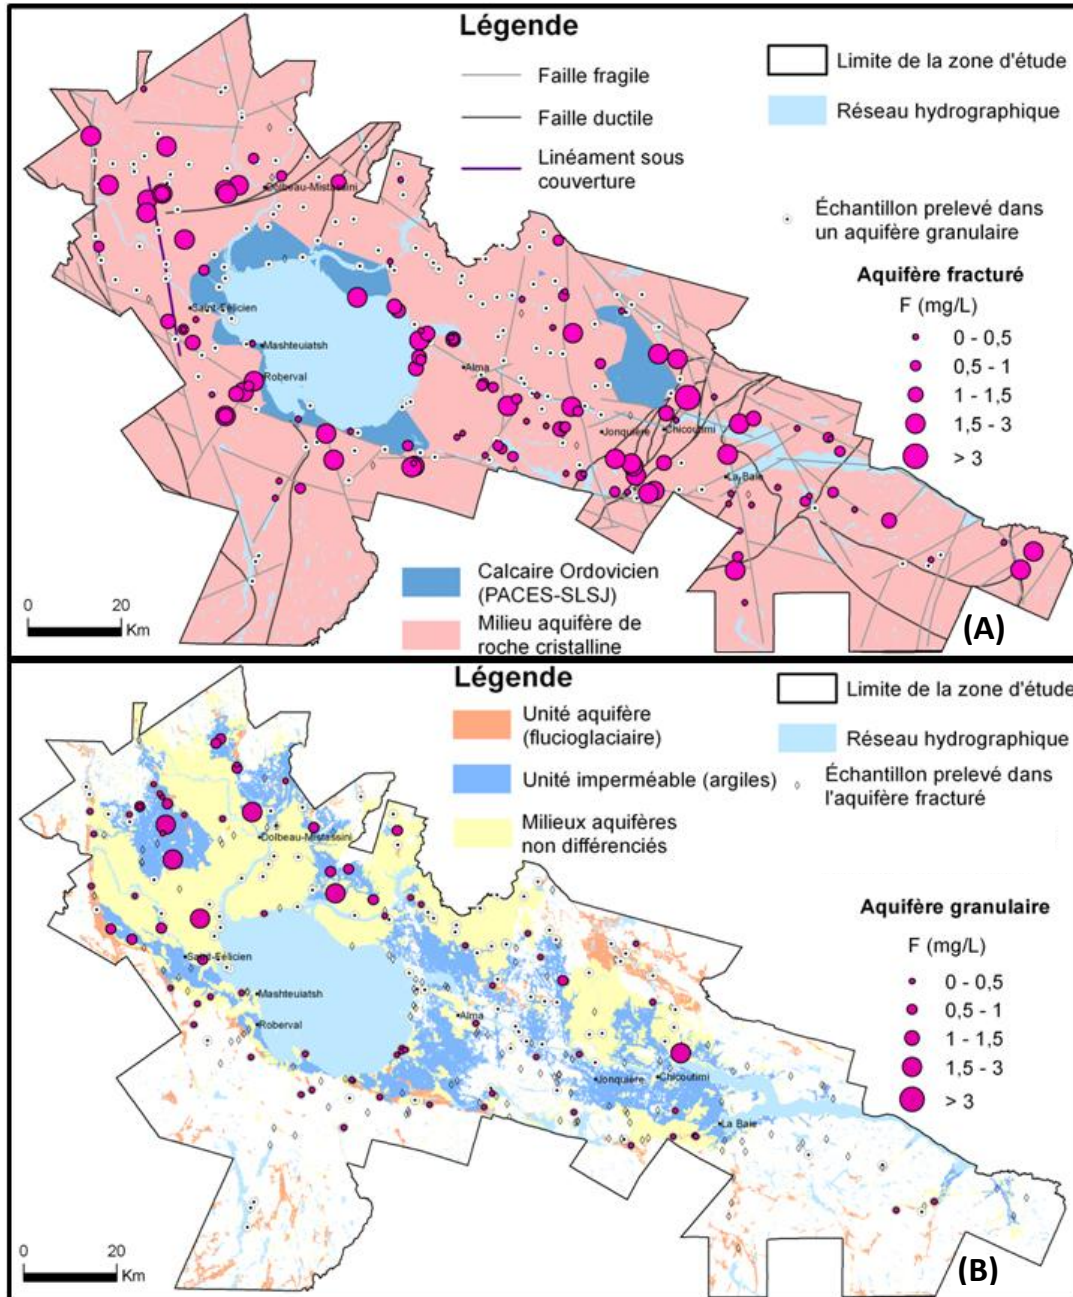 Légende
Faille fragile
Faille ductile
Linéament sous
couverture
Limite de la zone d'étude
Réseau hydrographique
Échantillon prelevé dans
un aquifère granulaire
Aquifère fracturé
F (mg/L)
0 - 0,5
0,5 - 1
1 - 1,5
1,5 - 3
> 3
Dolbeau-Mistassini
Saint-Félicien
Mashteuiatsh
Roberval
Alma
Jonquière
Chicoutimi
La Baie
0 20
Km
Calcaire Ordovicien
(PACES-SLSJ)
Milieu aquifère de
roche cristalline
(A)
Légende
Unité aquifère
(flucioglaciaire)
Unité imperméable (argiles)
Milieux aquifères
non différenciés
Limite de la zone d'étude
Réseau hydrographique
Échantillon prelevé dans
l'aquifère fracturé
Aquifère granulaire
F (mg/L)
0 - 0,5
0,5 - 1
1 - 1,5
1,5 - 3
> 3
Dolbeau-Mistassini
Saint-Félicien
Mashteuiatsh
Roberval
Alma
Jonquière
Chicoutimi
La Baie
0 20
Km
(B)